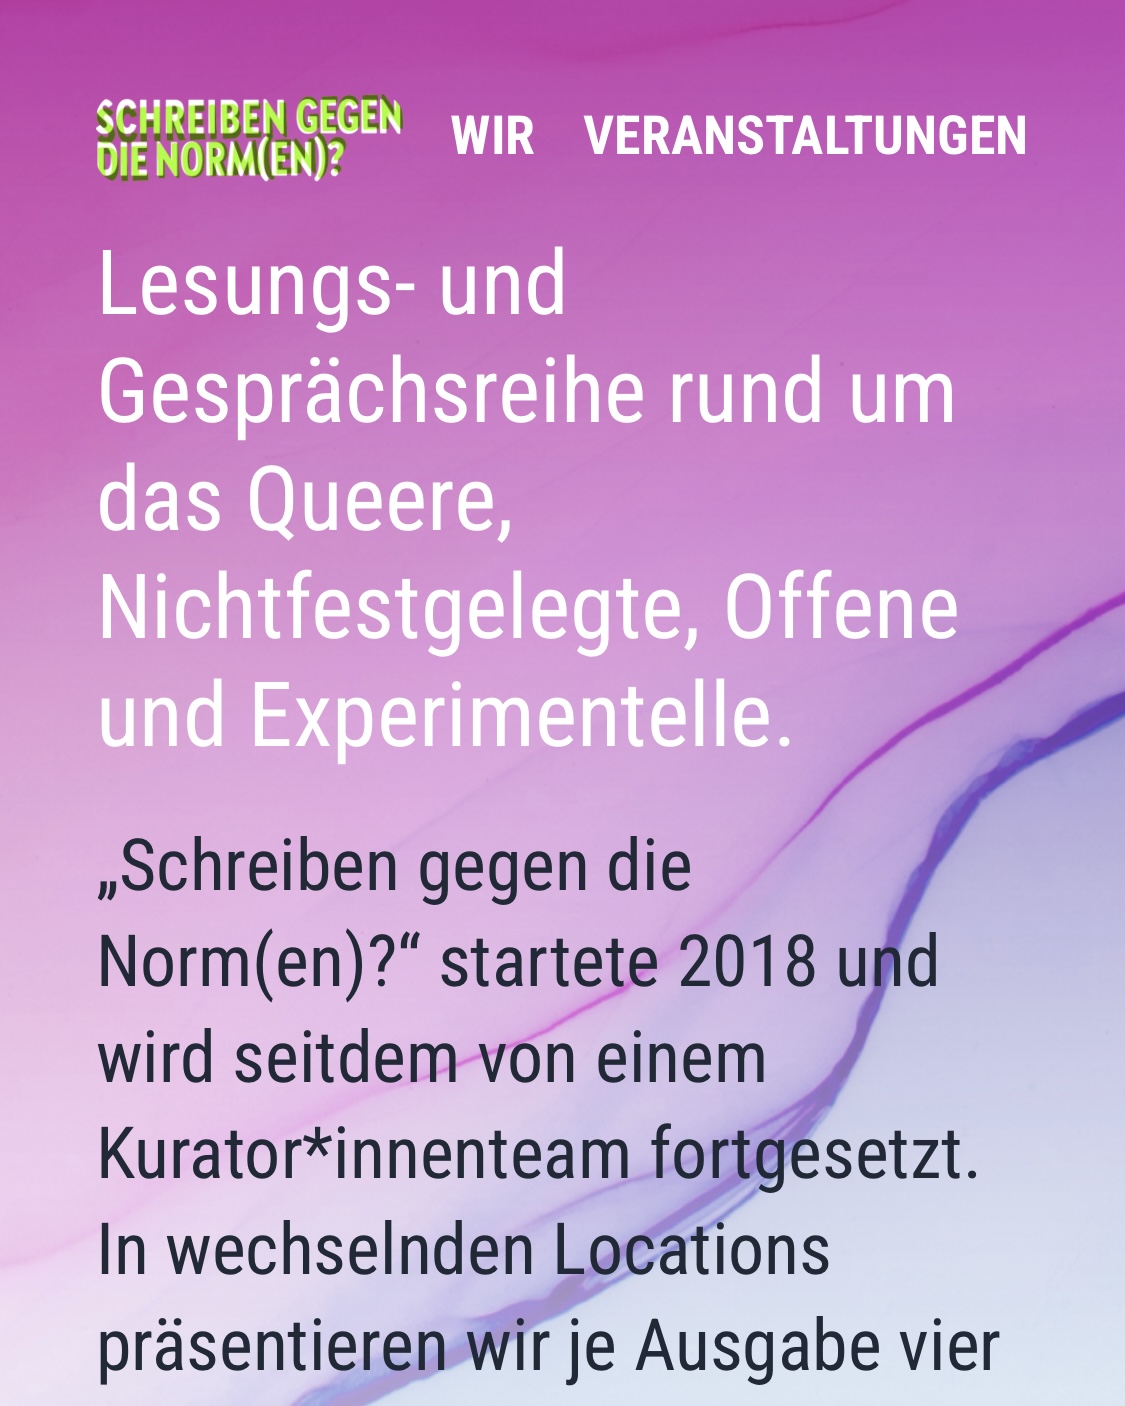 SCHREIBEN GEGEN
DIE NORM(EN)?
WIR VERANSTALTUNGEN
Lesungs- und
Gesprächsreihe rund um
das Queere,
Nichtfestgelegte, Offene
und Experimentelle.
„Schreiben gegen die
Norm(en)?“ startete 2018 und
wird seitdem von einem
Kurator*innenteam fortgesetzt.
In wechselnden Locations
präsentieren wir je Ausgabe vier